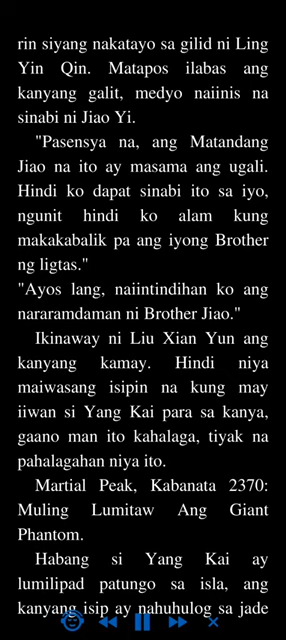 rin siyang nakatayo sa gilid ni Ling
Yin Qin. Matapos ilabas ang
kanyang galit, medyo naiinis na
sinabi ni Jiao Yi.
"Pasensya na, ang Matandang
Jiao na ito ay masama ang ugali.
Hindi ko dapat sinabi ito sa iyo,
ngunit hindi ko alam kung
makakabalik pa ang iyong Brother
ng ligtas."
"Ayos lang, naiintindihan ko ang
nararamdaman ni Brother Jiao."
Ikinaway ni Liu Xian Yun ang
kanyang kamay. Hindi niya
maiwasang isipin na kung may
iiwan si Yang Kai para sa kanya,
gaano man ito kahalaga, tiyak na
pahalagahan niya ito.
Martial Peak, Kabanata 2370:
Muling Lumitaw Ang Giant
Phantom.
Habang si Yang Kai ay
lumilipad patungo sa isla, ang
kanyang isip ay nahuhulog sa jade